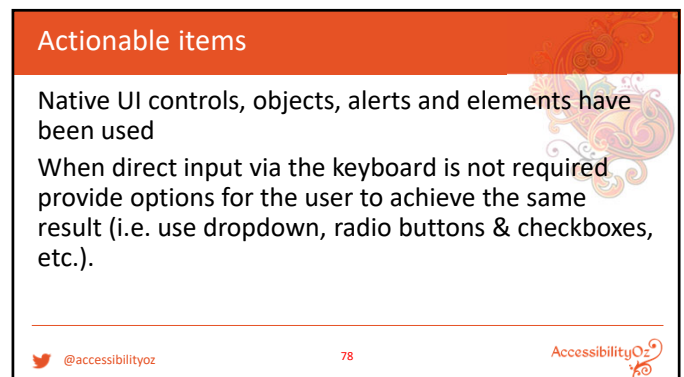 Actionable items
Native UI controls, objects, alerts and elements have
been used
When direct input via the keyboard is not required
provide options for the user to achieve the same
result (i.e. use dropdown, radio buttons & checkboxes,
etc.).
@accessibilityoz
78
AccessibilityOz